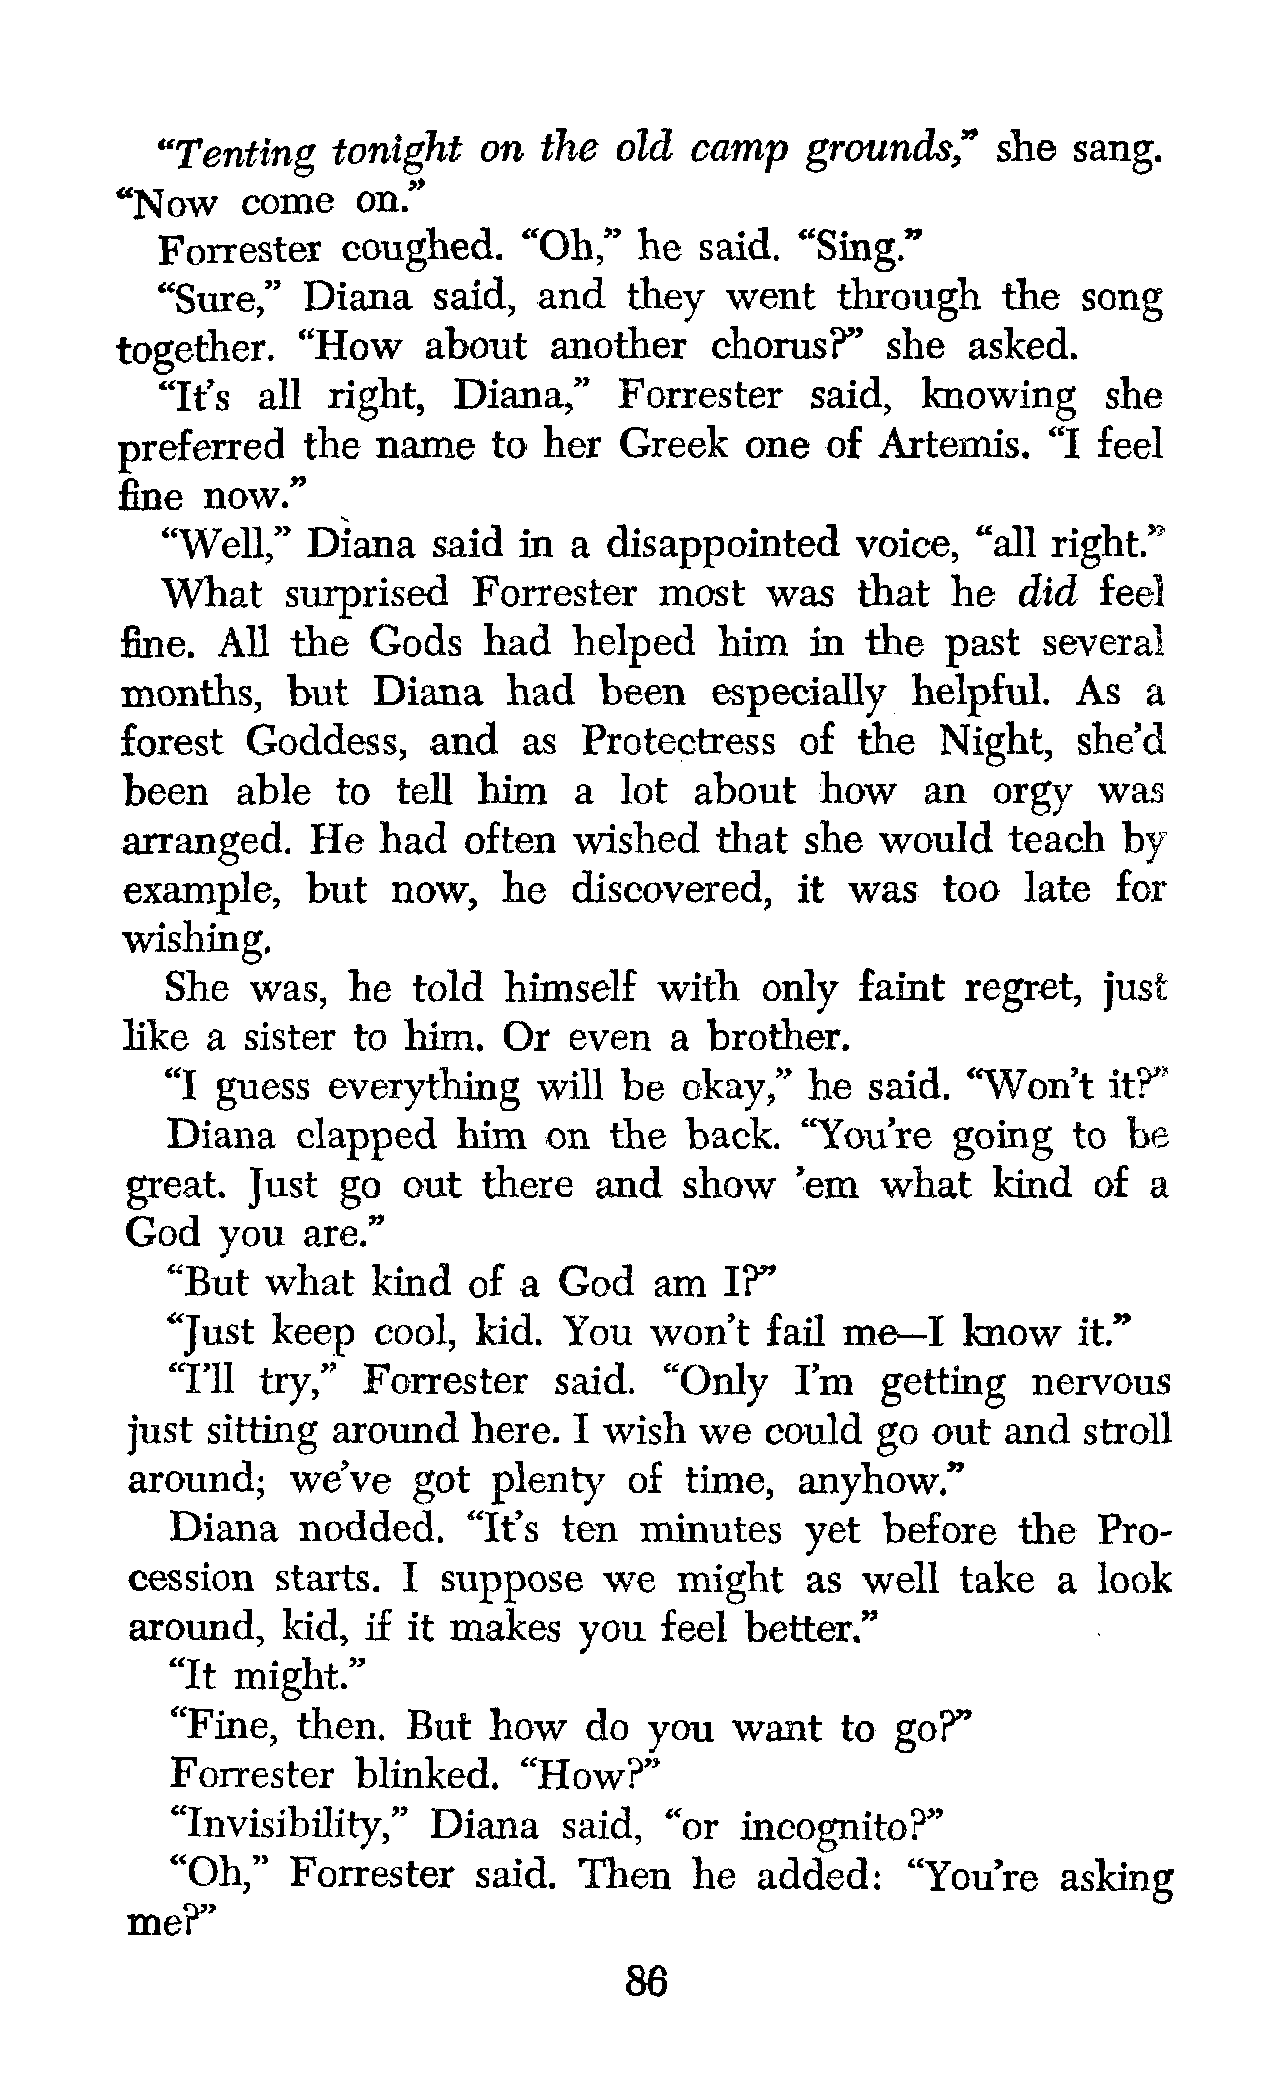 “Tenting tonight on the old camp grounds,” she sang.
“Now come on.”
Forrester coughed. “Oh,” he said. “Sing.”
“Sure,” Diana said, and they went through the song
together. “How about another chorus?” she asked.
“It’s all right, Diana,” Forrester said, knowing she
preferred the name to her Greek one of Artemis. “I feel
fine now.”
“Well,” Diana said in a disappointed voice, “all right.”
What surprised Forrester most was that he did feel
fine. All the Gods had helped him in the past several
months, but Diana had been especially helpful. As a
forest Goddess, and as Protectress of the Night, she’d
been able to tell him a lot about how an orgy was
arranged. He had often wished that she would teach by
example, but now, he discovered, it was too late for
wishing.
She was, he told himself with only faint regret, just
like a sister to him. Or even a brother.
“I guess everything will be okay,” he said. “Won’t it?”
Diana clapped him on the back. “You’re going to be
great. Just go out there and show ’em what kind of a
God you are.”
“But what kind of a God am I?”
“Just keep cool, kid. You won’t fail me—I know it.”
“I’ll try,” Forrester said. “Only I’m getting nervous
just sitting around here. I wish we could go out and stroll
around; we’ve got plenty of time, anyhow.”
Diana nodded. “It’s ten minutes yet before the Pro-
cession starts. I suppose we might as well take a look
around, kid, if it makes you feel better.”
“It might.”
“Fine, then. But how do you want to go?”
Forrester blinked. “How?”
“Invisibility,” Diana said, “or incognito?”
“Oh,” Forrester said. Then he added: “You’re asking
me?”
86